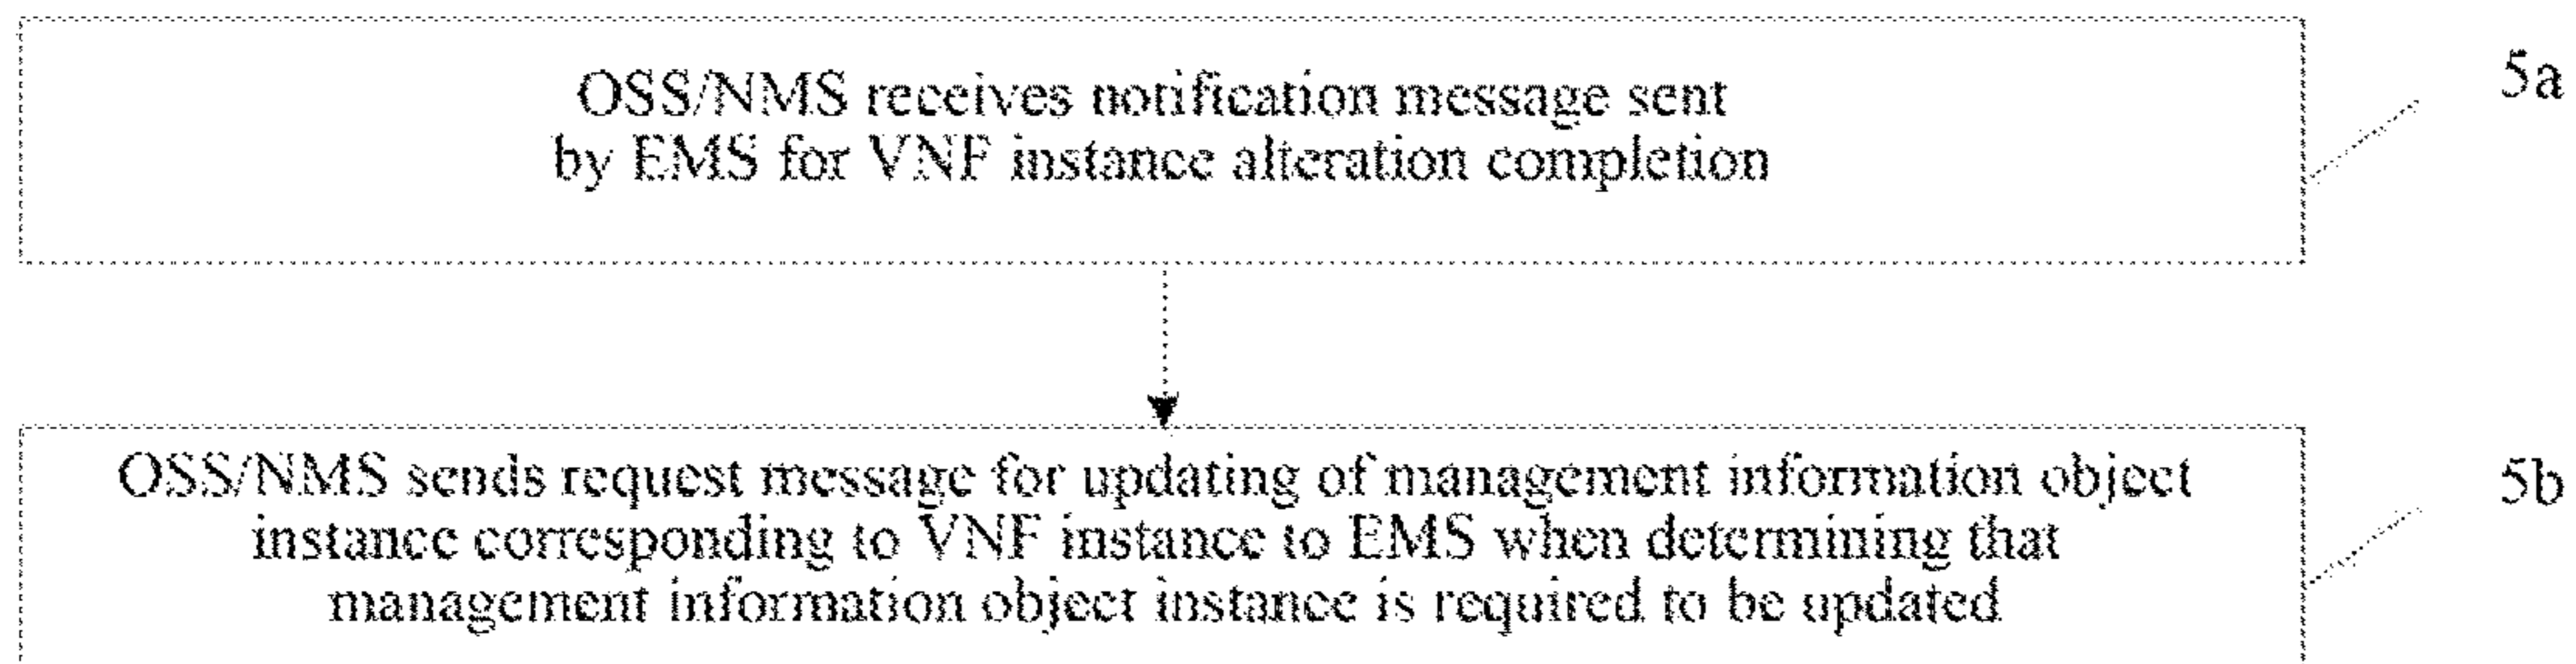 OSS/NMS receives notification message sent
by EMS for VNF instance alteration completion
5a
OSS/NMS sends request message for updating of management information object
instance corresponding to VNF instance to EMS when determining that
management information object instance is required to be updated
5b